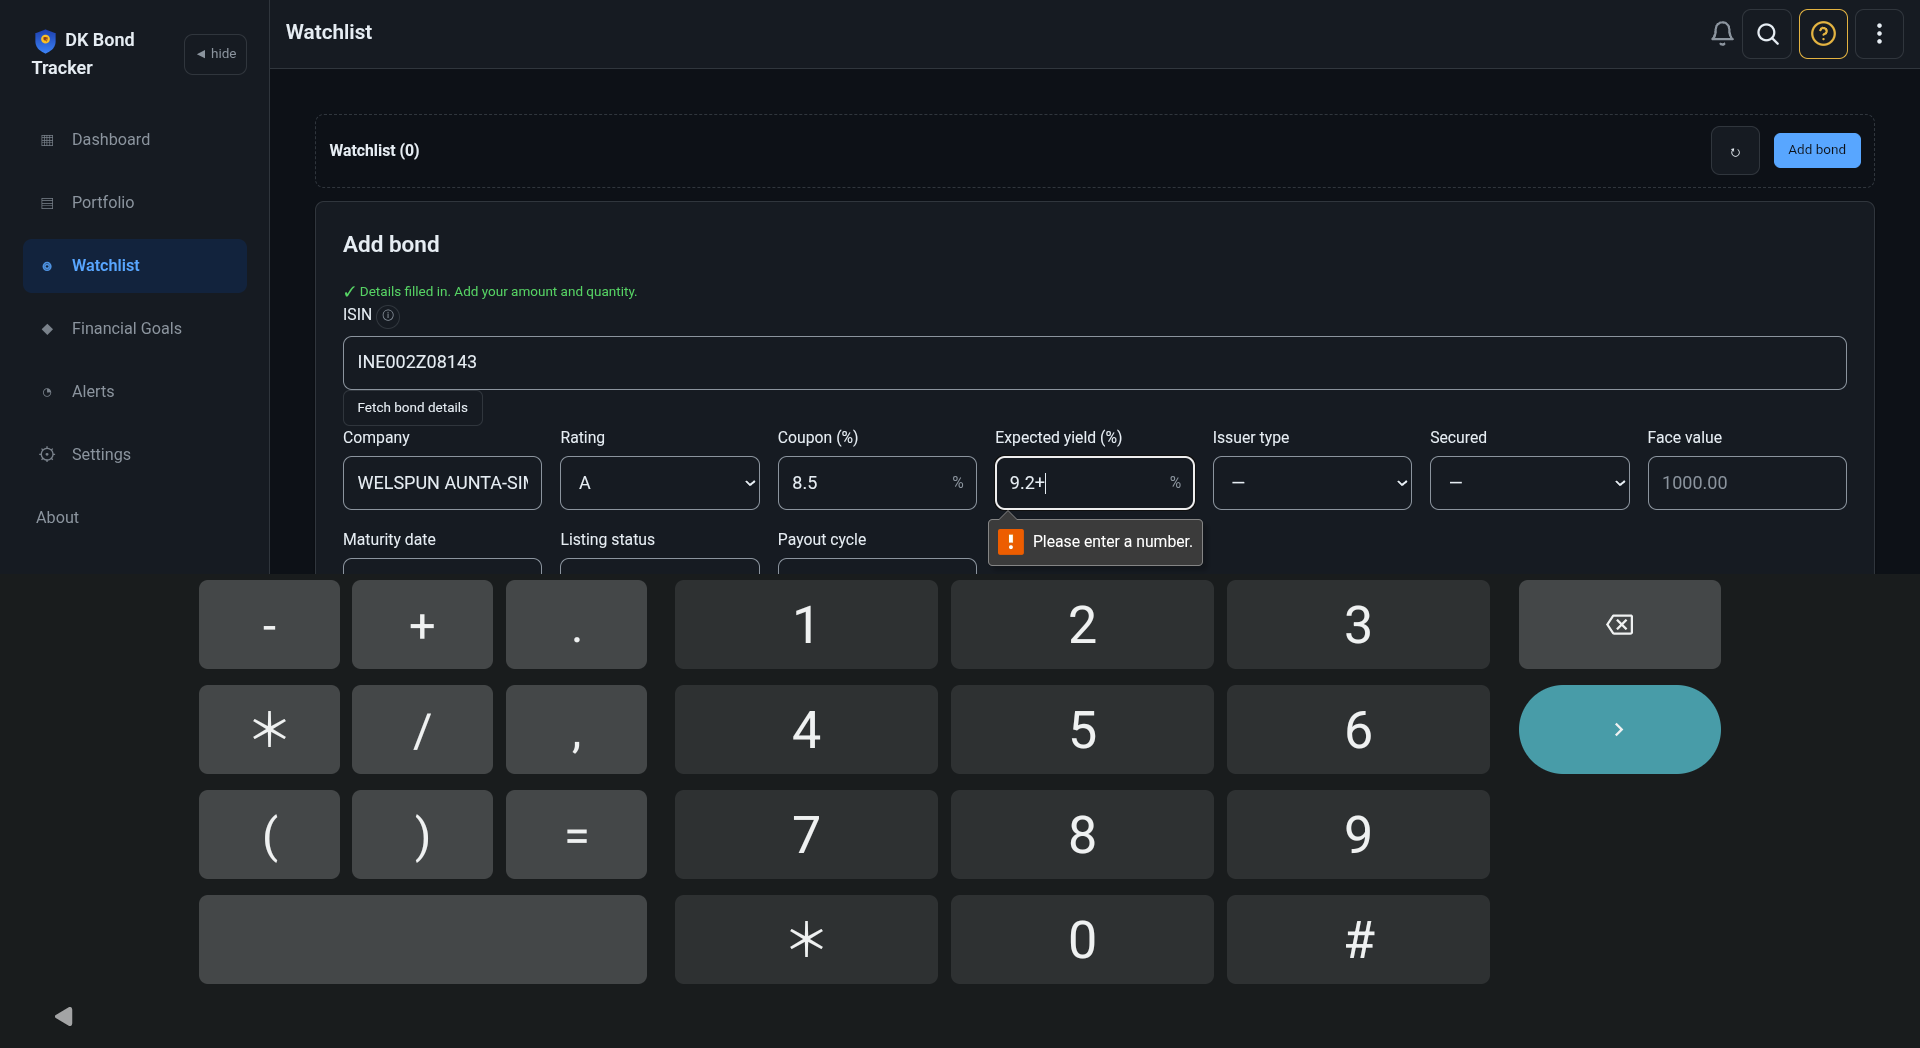 DK Bond
Tracker
◄ hide
Dashboard
Portfolio
Watchlist
Financial Goals
Alerts
Settings
About
Watchlist
Watchlist (0)
Add bond
Add bond
✓ Details filled in. Add your amount and quantity.
ISIN
INE002Z08143
Fetch bond details
Company Rating Coupon (%) Expected yield (%) Issuer type Secured Face value
WELSPUN AUNTA-SIM A 8.5 % 9.2+ % — — 1000.00
Maturity date Listing status Payout cycle
Please enter a number.
- + . 1 2 3
* / , 4 5 6
( ) = 7 8 9
* 0 #